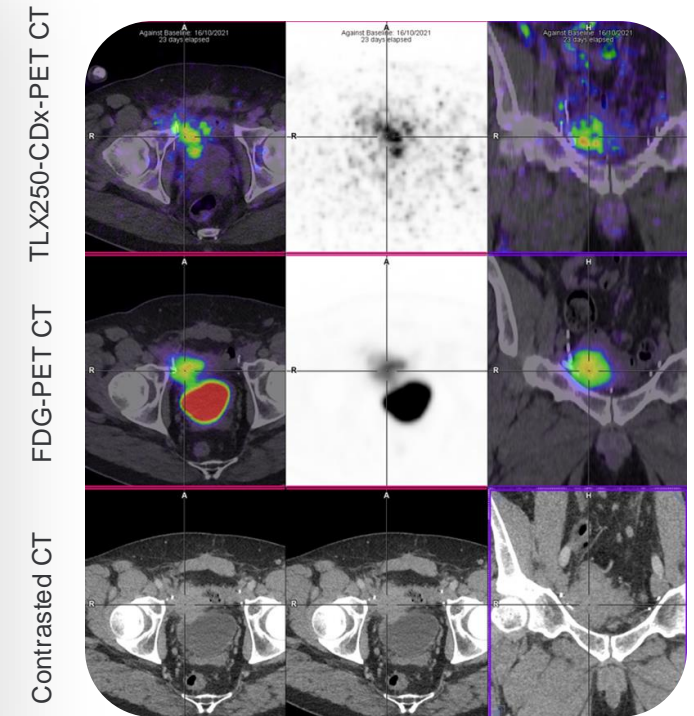 TLX250-CDx-PET CT
A
Against Baseline: 16/10/2021
23 days elapsed
R
A
Against Baseline: 16/10/2021
23 days elapsed
R
H
Against Baseline: 16/10/2021
23 days elapsed
R
FDG-PET CT
A
R
A
R
H
R
Contrasted CT
A
R
A
R
H
R